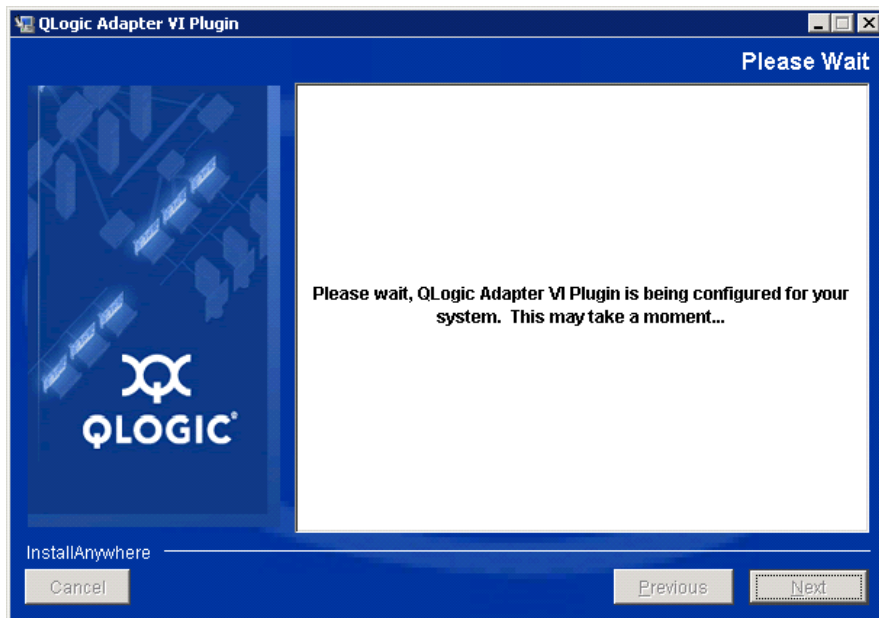 QLogic Adapter VI Plugin
Please Wait
Please wait, QLogic Adapter VI Plugin is being configured for your
system. This may take a moment...
QLOGIC®
InstallAnywhere
Cancel
Previous
Next